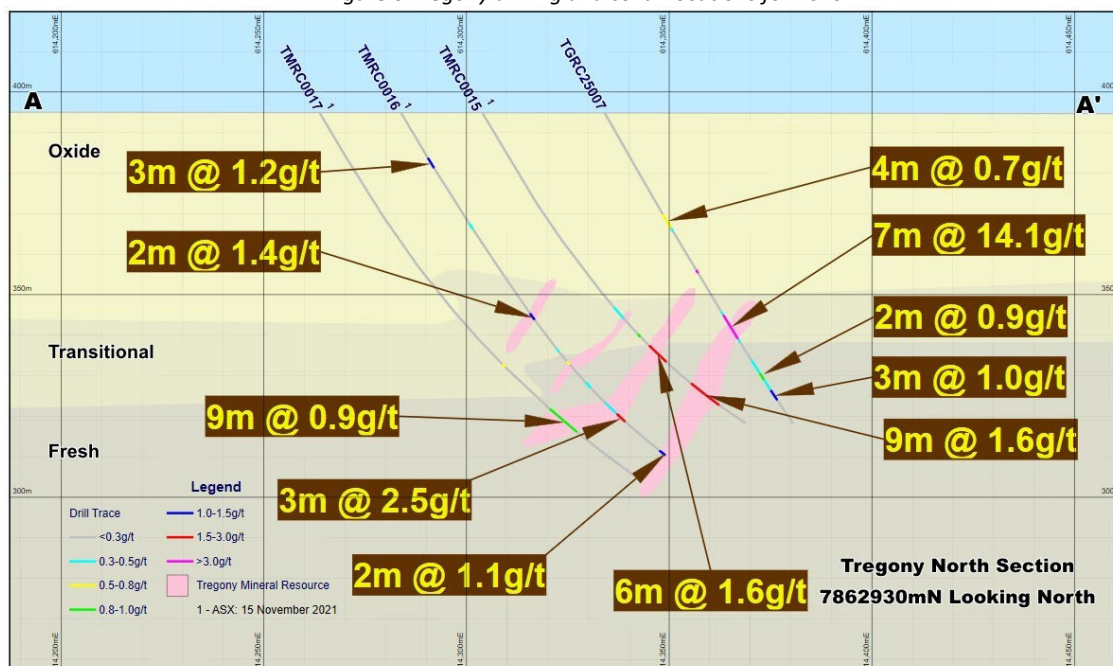 614,200mE
614,250mE
614,300mE
614,350mE
614,400mE
614,450mE
TMRC0017 1
TMRC0016 1
TMRC0015 1
TGRC25007
400m
A
A'
Oxide
3m @ 1.2g/t
4m @ 0.7g/t
7m @ 14.1g/t
2m @ 1.4g/t
350m
350m
2m @ 0.9g/t
Transitional
3m @ 1.0g/t
9m @ 0.9g/t
9m @ 1.6g/t
Fresh
3m @ 2.5g/t
300m
2m @ 1.1g/t
6m @ 1.6g/t
Legend
Drill Trace
<0.3g/t
0.3-0.5g/t
0.5-0.8g/t
0.8-1.0g/t
1.0-1.5g/t
1.5-3.0g/t
>3.0g/t
Tregony Mineral Resource
1 - ASX: 15 November 2021
Tregony North Section
7862930mN Looking North